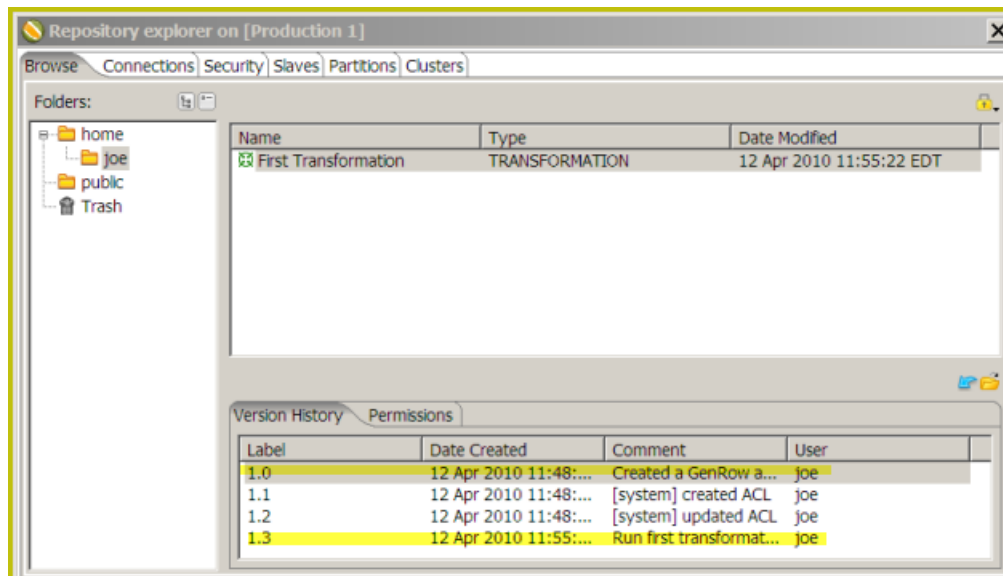 Repository explorer on [Production 1]
Browse Connections Security Slaves Partitions Clusters
Folders:
home
joe
public
Trash
Name Type Date Modified
First Transformation TRANSFORMATION 12 Apr 2010 11:55:22 EDT
Version History Permissions
Label Date Created Comment User
1.0 12 Apr 2010 11:48:... Created a GenRow a... joe
1.1 12 Apr 2010 11:48:... [system] created ACL joe
1.2 12 Apr 2010 11:48:... [system] updated ACL joe
1.3 12 Apr 2010 11:55:... Run first transformat... joe